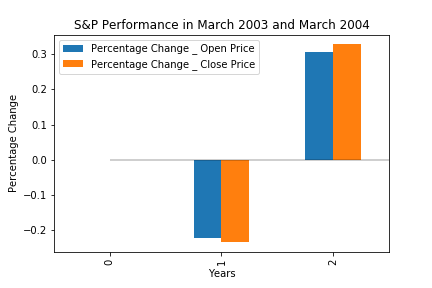 S&P Performance in March 2003 and March 2004
Percentage Change _ Open Price
Percentage Change _ Close Price
Percentage Change
0.3
0.2
0.1
0.0
−0.1
−0.2
0
1
2
Years